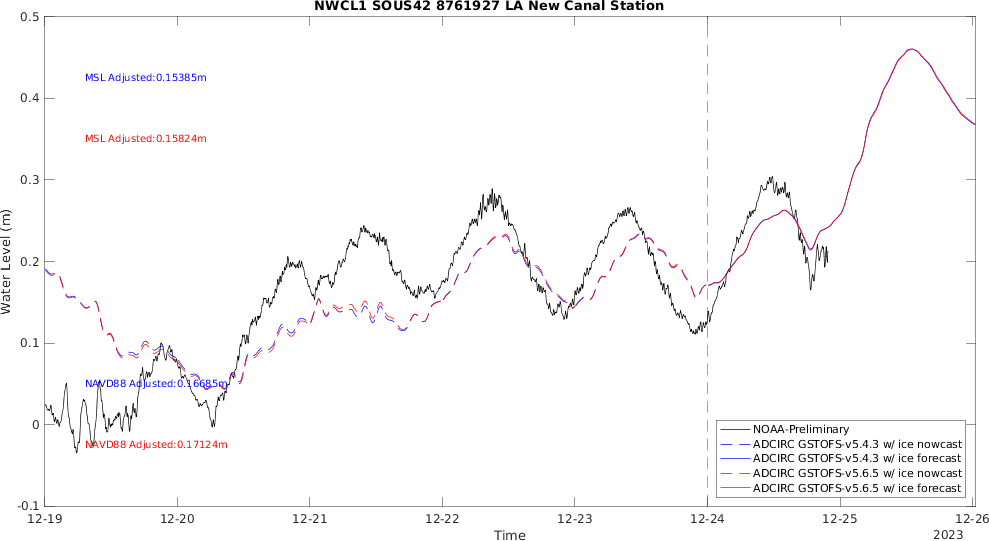 NWCL1 SOUS42 8761927 LA New Canal Station
0.5
0.4
0.3
0.2
0.1
0
-0.1
Water Level (m)
MSL Adjusted:0.15385m
MSL Adjusted:0.15824m
NAVD88 Adjusted:0.16685m
NAVD88 Adjusted:0.17124m
NOAA-Preliminary
ADCIRC GSTOFS-v5.4.3 w/ ice nowcast
ADCIRC GSTOFS-v5.4.3 w/ ice forecast
ADCIRC GSTOFS-v5.6.5 w/ ice nowcast
ADCIRC GSTOFS-v5.6.5 w/ ice forecast
12-19 12-20 12-21 12-22 12-23 12-24 12-25 12-26
Time
2023